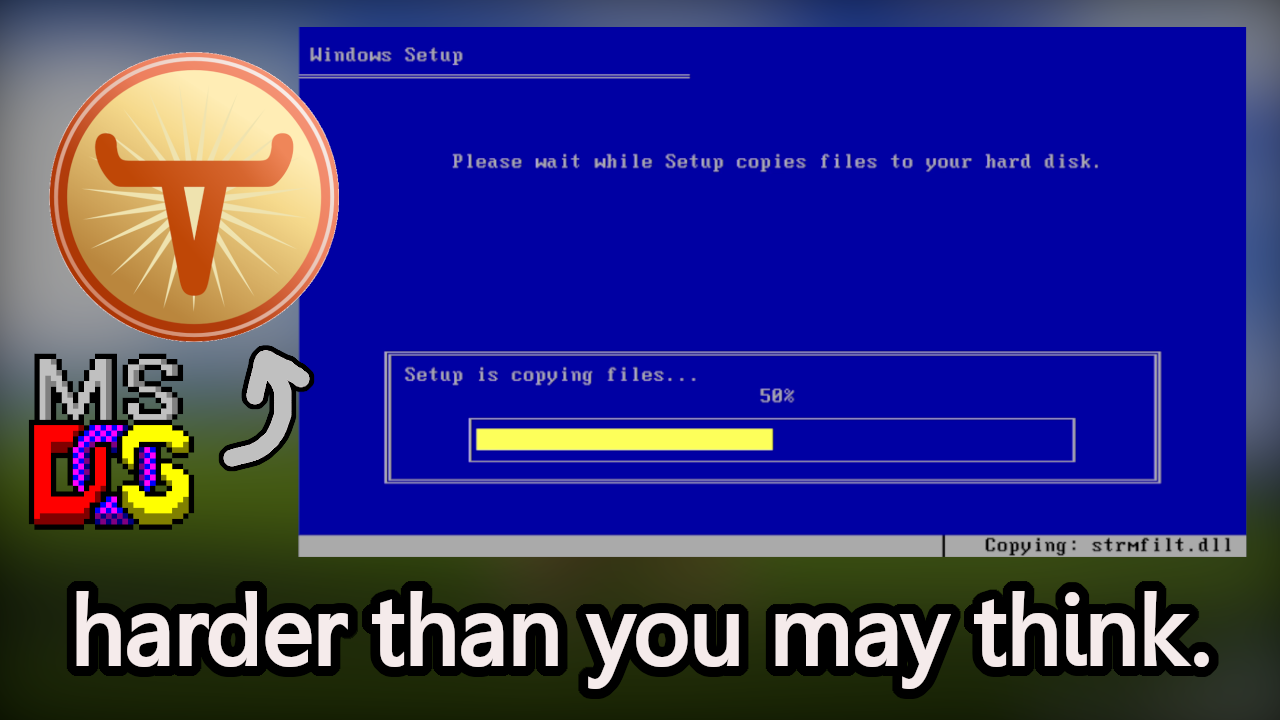 Windows Setup
Please wait while Setup copies files to your hard disk.
MS
DOS
Setup is copying files...
50%
Copying: strmfilt.dll
harder than you may think.